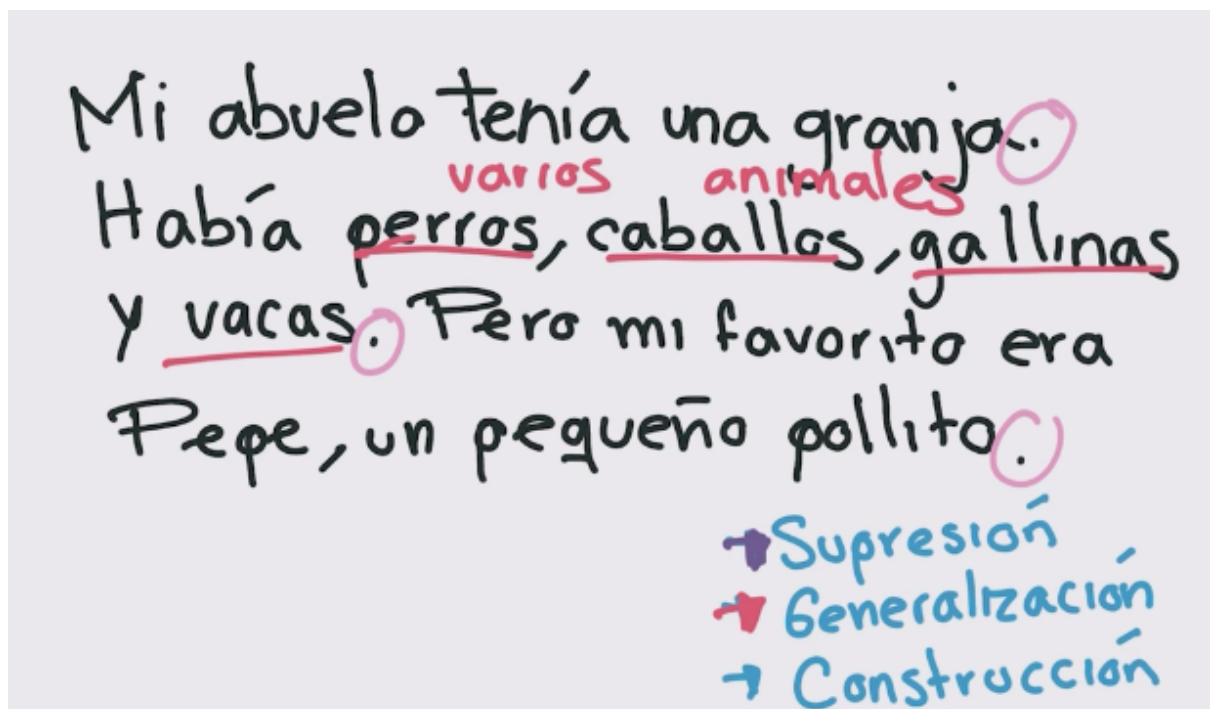 Mi abuelo tenía una granja.
varios animales
Había perros, caballos, gallinas
y vacas. Pero mi favorito era
Pepe, un pequeño pollito.
→ Supresión
→ Generalización
→ Construcción